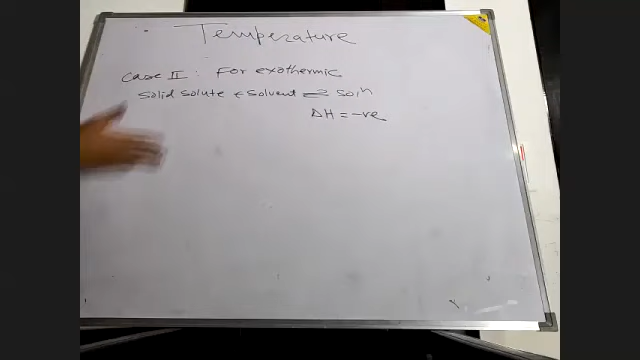 Temperature
Case II : For exothermic
Solid solute + solvent ⇌ soln
ΔH = -ve